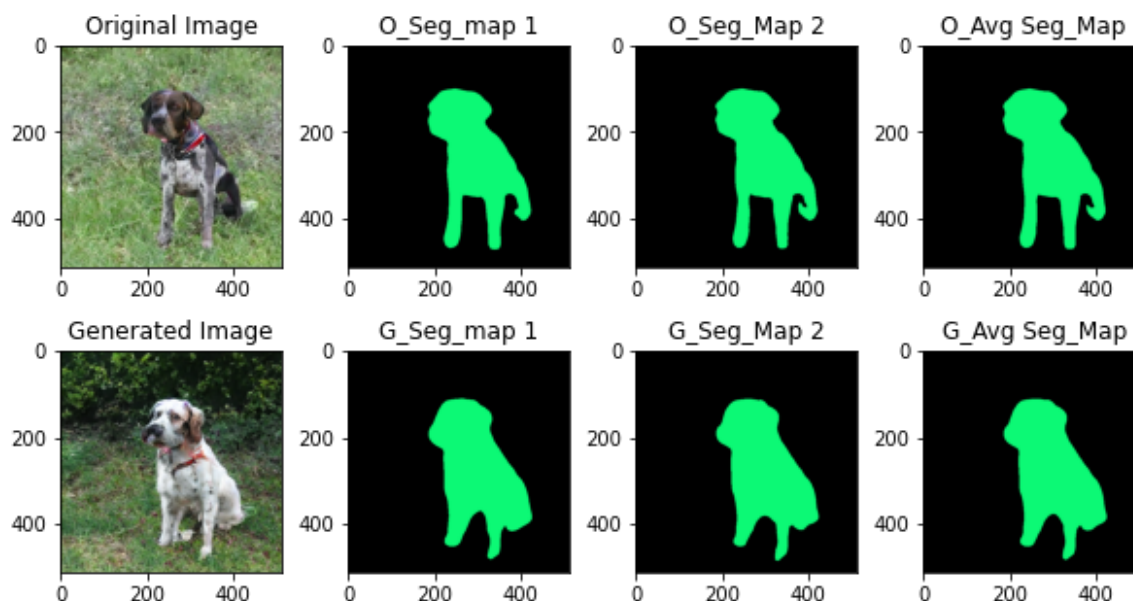 Original Image O_Seg_map 1 O_Seg_Map 2 O_Avg Seg_Map
0 0 0 0
200 200 200 200
400 400 400 400
0 200 400 0 200 400 0 200 400 0 200 400
Generated Image G_Seg_map 1 G_Seg_Map 2 G_Avg Seg_Map
0 0 0 0
200 200 200 200
400 400 400 400
0 200 400 0 200 400 0 200 400 0 200 400